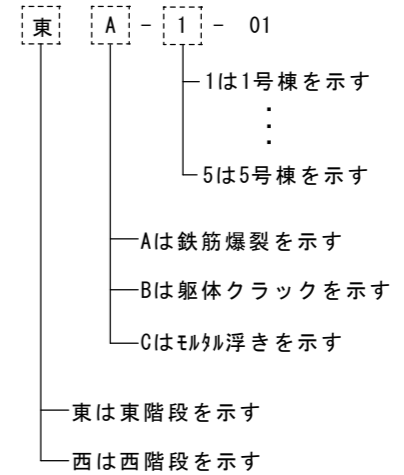 東 A - 1 - 01
1は1号棟を示す
・
・
・
5は5号棟を示す
Aは鉄筋爆裂を示す
Bは躯体クラックを示す
Cはモルタル浮きを示す
東は東階段を示す
西は西階段を示す